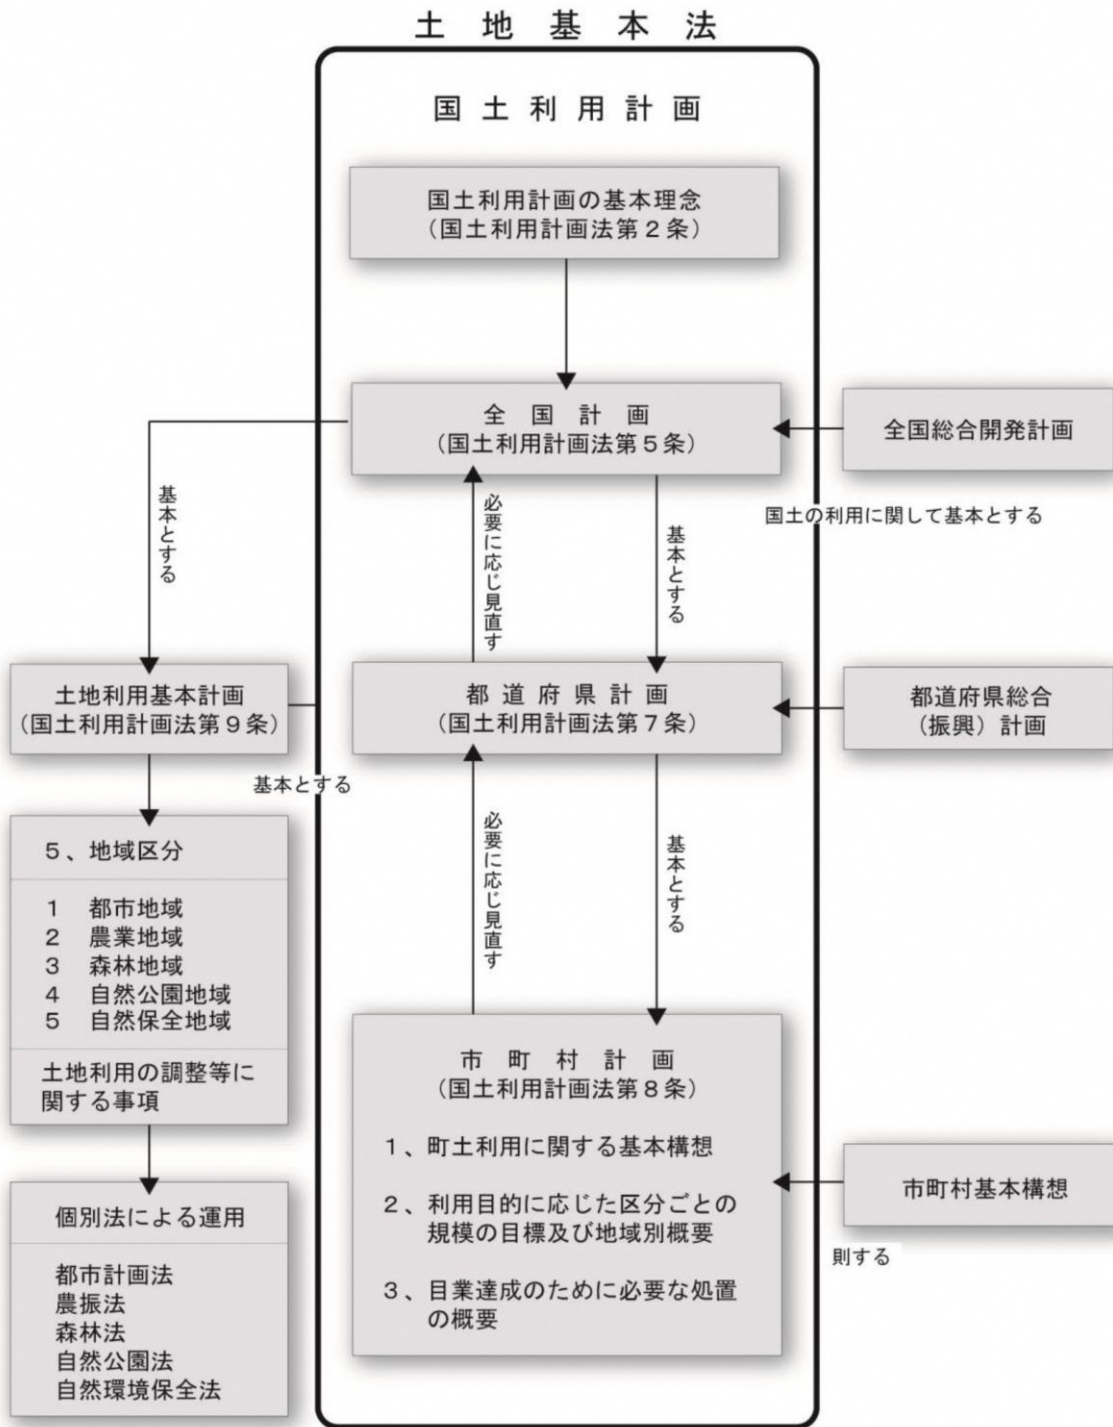 土地基本法
国土利用計画
国土利用計画の基本理念
（国土利用計画法第２条）
全国計画
（国土利用計画法第５条）
全国総合開発計画
国土の利用に関して基本とする
基本とする
必要に応じ見直す
基本とする
土地利用基本計画
（国土利用計画法第９条）
都道府県計画
（国土利用計画法第７条）
都道府県総合
（振興）計画
基本とする
５、地域区分
１　都市地域
２　農業地域
３　森林地域
４　自然公園地域
５　自然保全地域
土地利用の調整等に
関する事項
必要に応じ見直す
基本とする
個別法による運用
都市計画法
農振法
森林法
自然公園法
自然環境保全法
市町村計画
（国土利用計画法第８条）
１、町土利用に関する基本構想
２、利用目的に応じた区分ごとの
規模の目標及び地域別概要
３、目業達成のために必要な処置
の概要
市町村基本構想
則する